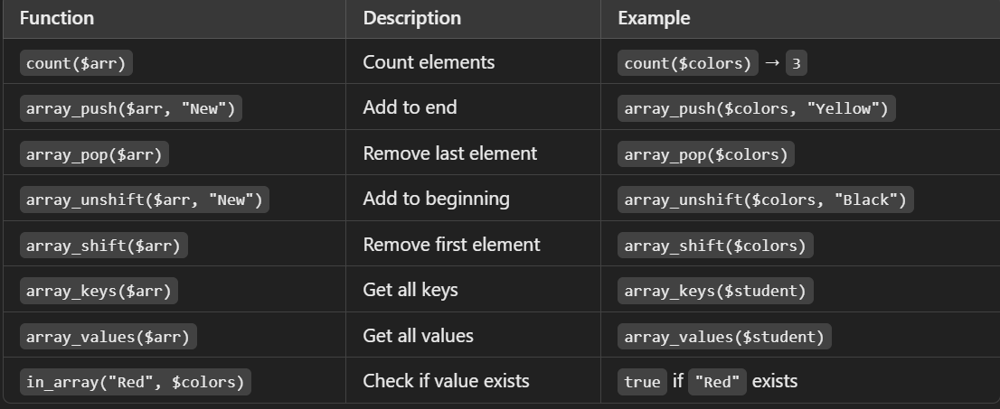 Function Description Example
count($arr) Count elements count($colors) → 3
array_push($arr, "New") Add to end array_push($colors, "Yellow")
array_pop($arr) Remove last element array_pop($colors)
array_unshift($arr, "New") Add to beginning array_unshift($colors, "Black")
array_shift($arr) Remove first element array_shift($colors)
array_keys($arr) Get all keys array_keys($student)
array_values($arr) Get all values array_values($student)
in_array("Red", $colors) Check if value exists true if "Red" exists